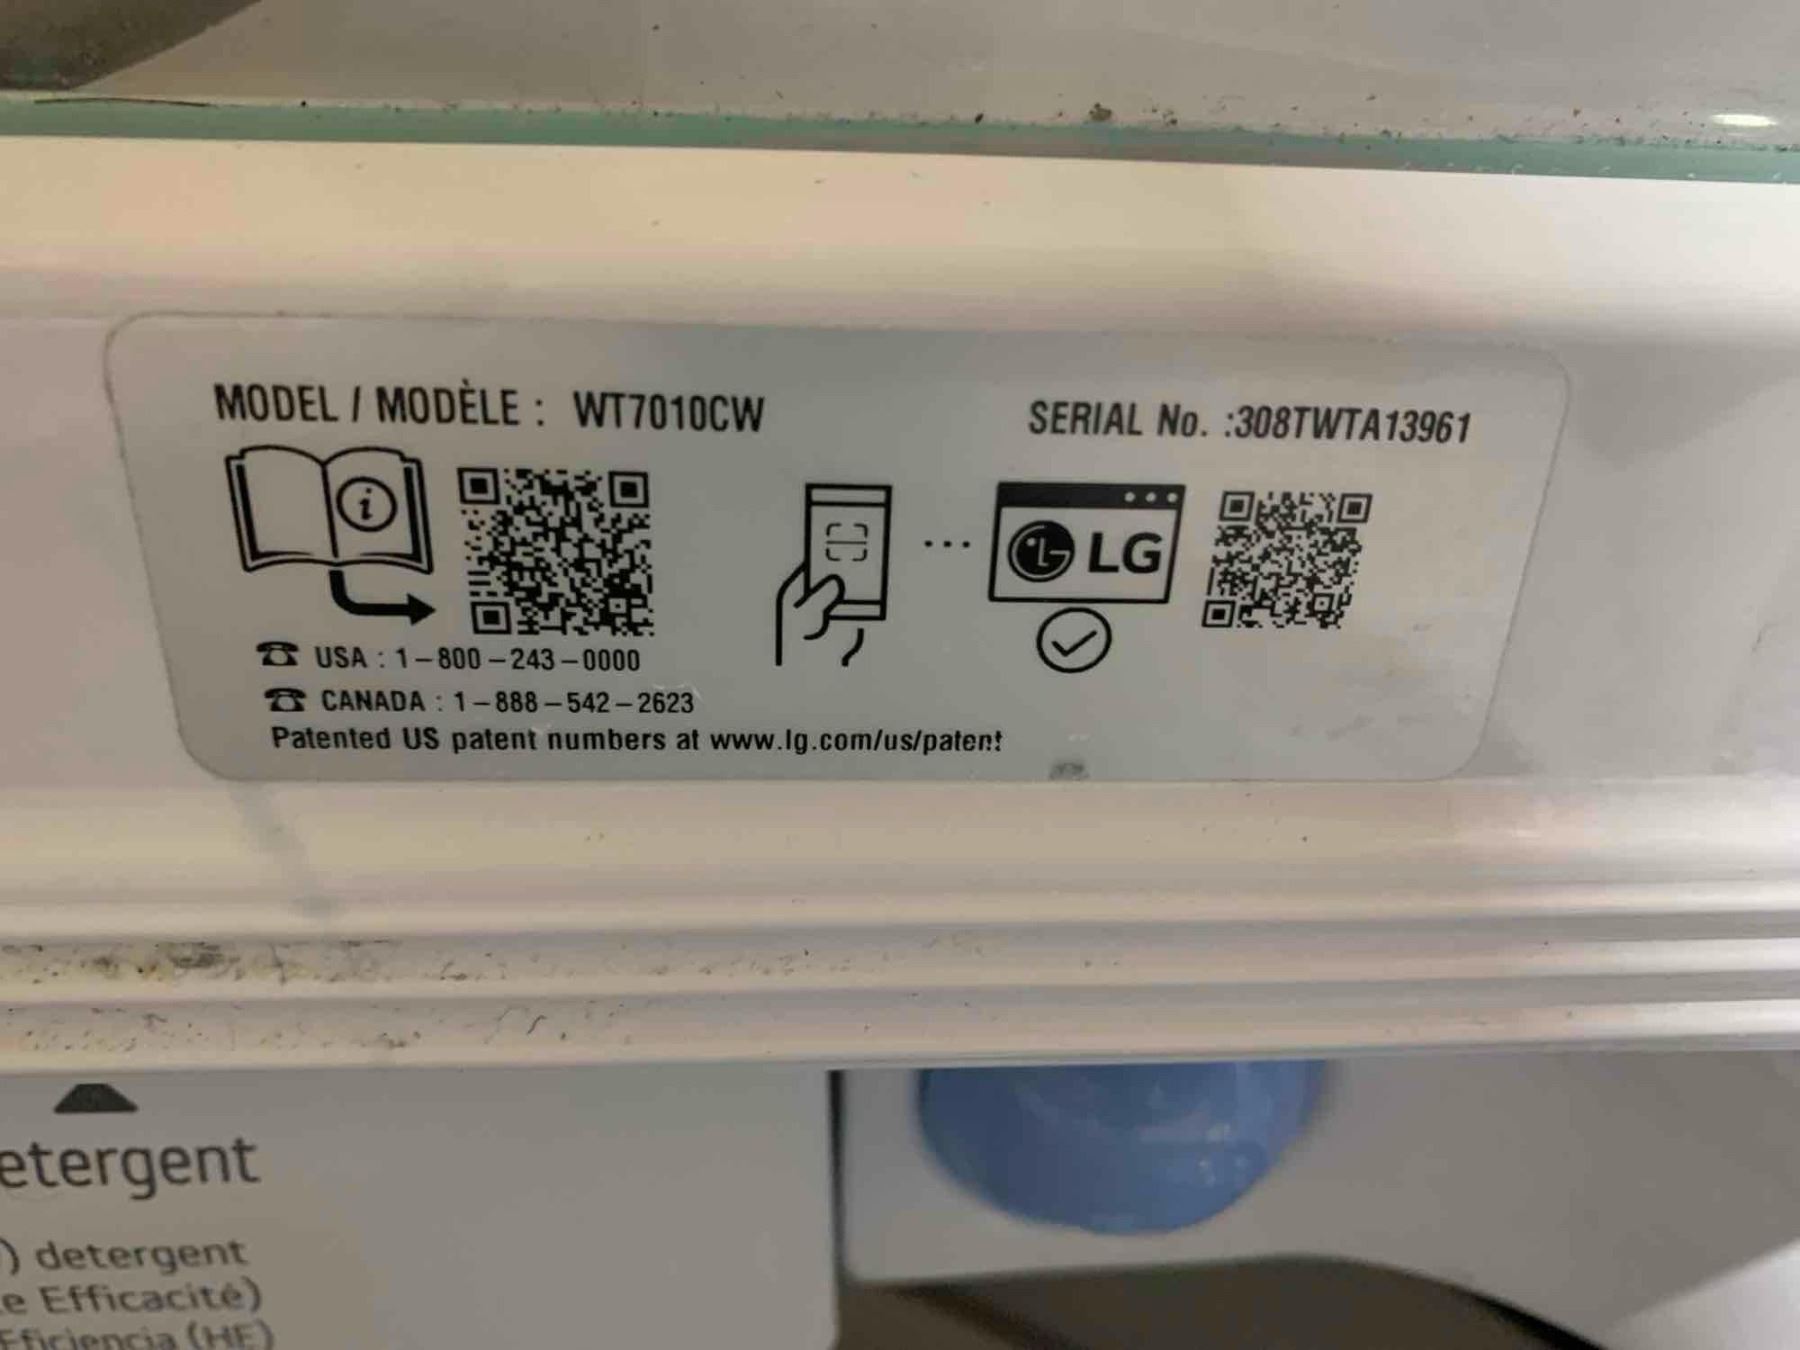 MODEL / MODÈLE : WT7010CW
SERIAL No. :308TWTA13961
i
LG LG
USA : 1-800-243-0000
CANADA : 1-888-542-2623
Patented US patent numbers at www.lg.com/us/patent
etergent
) detergent
e Efficacité)
Eficiencia (HE)